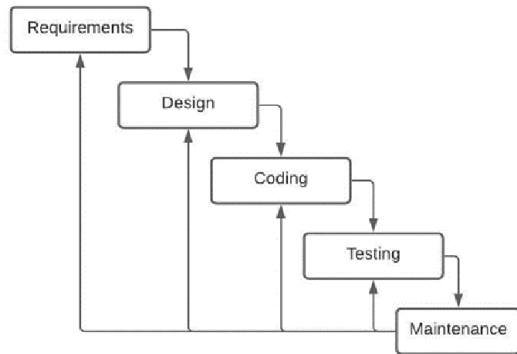 Requirements
Design
Coding
Testing
Maintenance